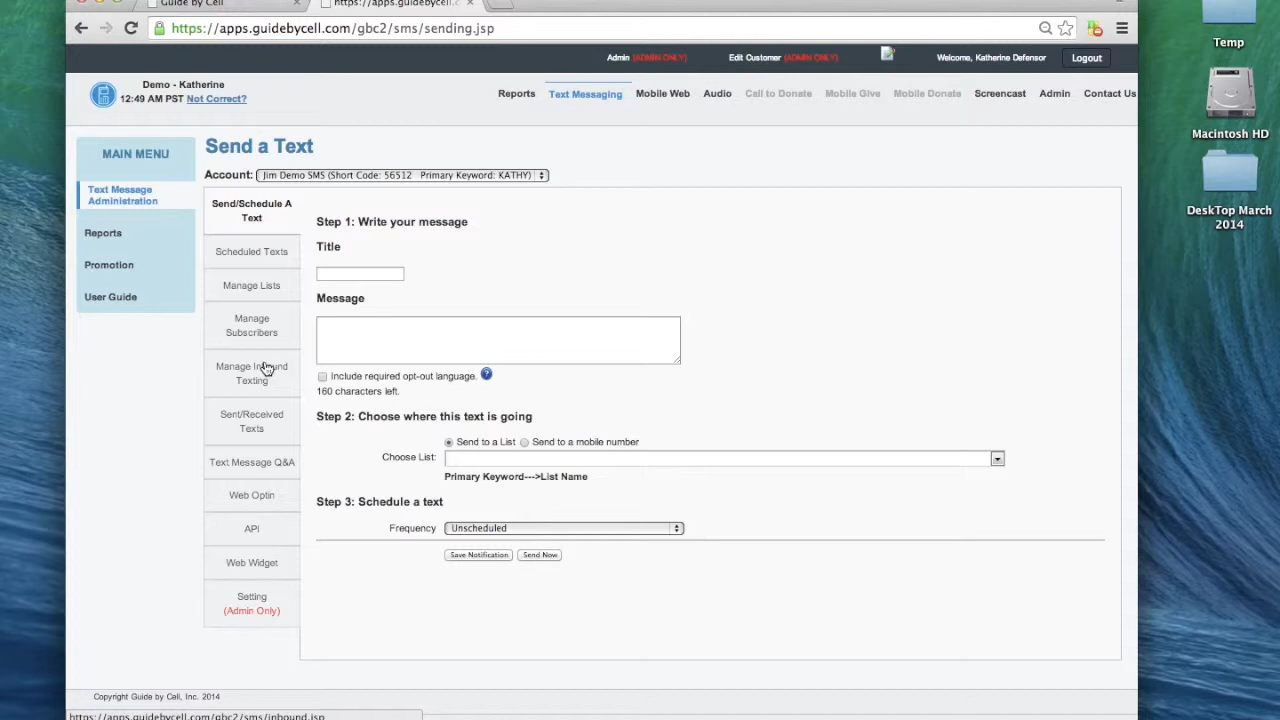 Guide by Cell
https://apps.guidebycell.c
https://apps.guidebycell.com/gbc2/sms/sending.jsp
Temp
Admin (ADMIN ONLY) Edit Customer (ADMIN ONLY) Welcome, Katherine Defensor Logout
Demo - Katherine
12:49 AM PST Not Correct?
Reports Text Messaging Mobile Web Audio Call to Donate Mobile Give Mobile Donate Screencast Admin Contact Us
Macintosh HD
MAIN MENU
Text Message
Administration
Reports
Promotion
User Guide
Send a Text
Account: Jim Demo SMS (Short Code: 56512 Primary Keyword: KATHY)
DeskTop March
2014
Send/Schedule A
Text
Scheduled Texts
Manage Lists
Manage
Subscribers
Manage Inbound
Texting
Sent/Received
Texts
Text Message Q&A
Web Optin
API
Web Widget
Setting
(Admin Only)
Step 1: Write your message
Title
Message
Include required opt-out language. ?
160 characters left.
Step 2: Choose where this text is going
Send to a List Send to a mobile number
Choose List:
Primary Keyword--->List Name
Step 3: Schedule a text
Frequency Unscheduled
Save Notification Send Now
Copyright Guide by Cell, Inc. 2014
https://apps.guidebycell.com/gbc2/sms/inbound.jsp